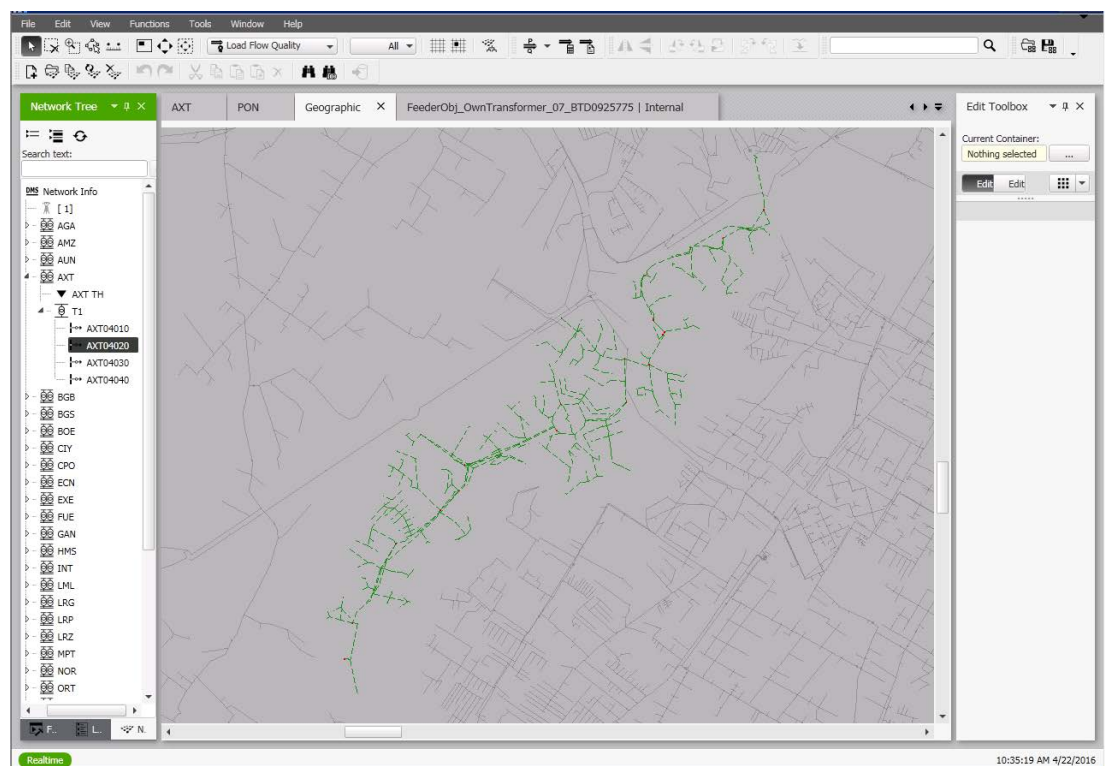 File Edit View Functions Tools Window Help
Load Flow Quality All
Network Tree
AXT PON Geographic FeederObj_OwnTransformer_07_BTD0925775 | Internal
Edit Toolbox
Search text:
Current Container:
Nothing selected ...
Edit Edit
DMS Network Info
[ 1]
AGA
AMZ
AUN
AXT
AXT TH
T1
AXT04010
AXT04020
AXT04030
AXT04040
BGB
BGS
BOE
CIY
CPO
ECN
EXE
FUE
GAN
HMS
INT
LML
LRG
LRP
LRZ
MPT
NOR
ORT
F.. L.. N.
Realtime 10:35:19 AM 4/22/2016